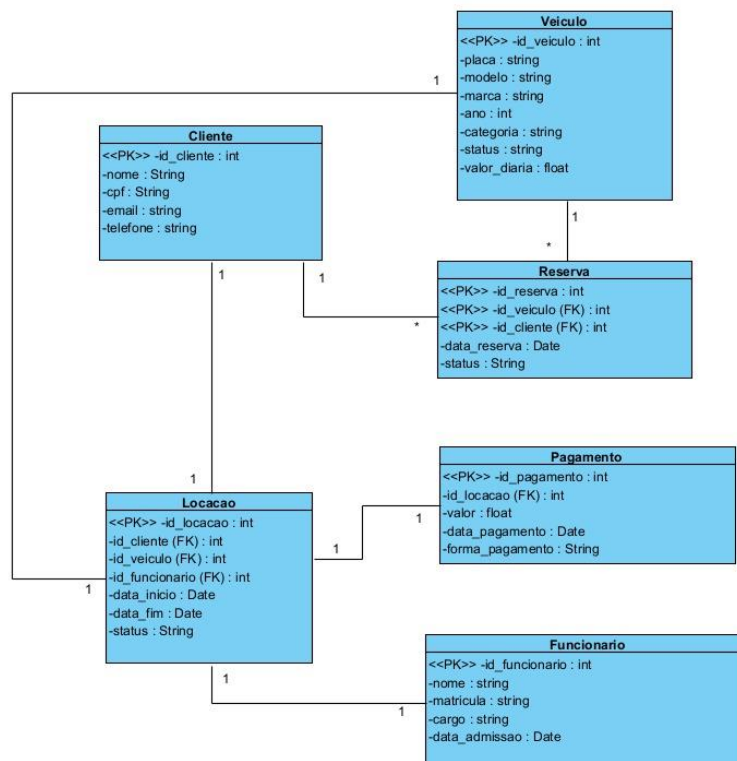 Veiculo
<<PK>> -id_veiculo : int
-placa : string
-modelo : string
-marca : string
-ano : int
-categoria : string
-status : string
-valor_diaria : float
1
1
*
Cliente
<<PK>> -id_cliente : int
-nome : String
-cpf : String
-email : string
-telefone : string
1
1
*
Reserva
<<PK>> -id_reserva : int
<<PK>> -id_veiculo (FK) : int
<<PK>> -id_cliente (FK) : int
-data_reserva : Date
-status : String
Pagamento
<<PK>> -id_pagamento : int
-id_locacao (FK) : int
-valor : float
-data_pagamento : Date
-forma_pagamento : String
1
1
1
Locacao
<<PK>> -id_locacao : int
-id_cliente (FK) : int
-id_veiculo (FK) : int
-id_funcionario (FK) : int
-data_inicio : Date
-data_fim : Date
-status : String
1
1
1
Funcionario
<<PK>> -id_funcionario : int
-nome : string
-matricula : string
-cargo : string
-data_admissao : Date